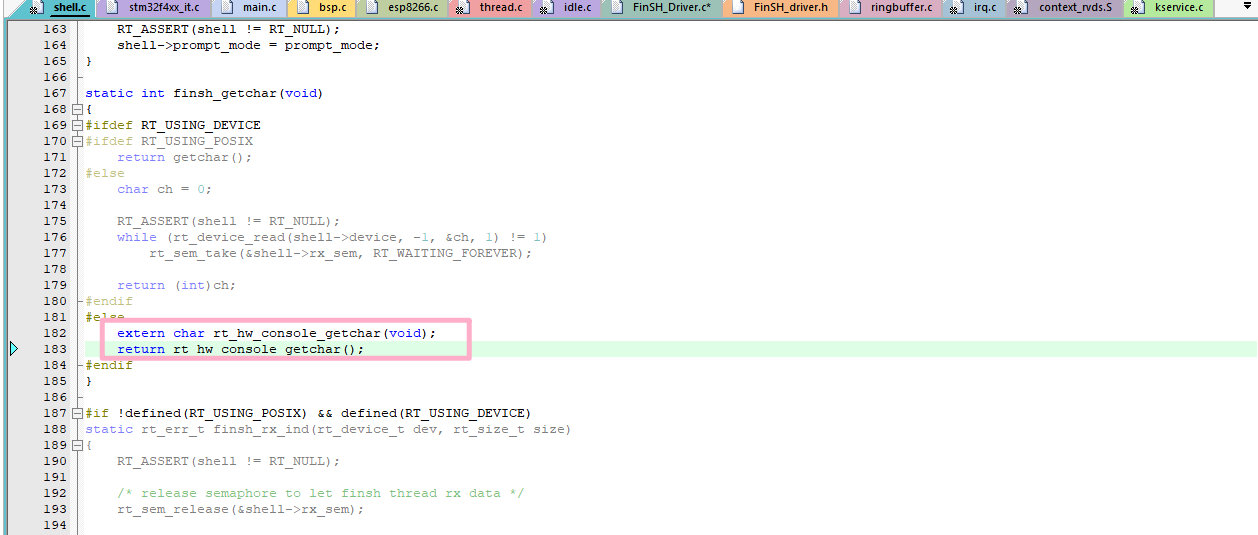 shell.c stm32f4xx_it.c main.c bsp.c esp8266.c thread.c idle.c FinSH_Driver.c* FinSH_driver.h ringbuffer.c irq.c context_rvds.S kservice.c
163 RT_ASSERT(shell != RT_NULL);
164 shell->prompt_mode = prompt_mode;
165 }
166
167 static int finsh_getchar(void)
168 {
169 #ifdef RT_USING_DEVICE
170 #ifdef RT_USING_POSIX
171 return getchar();
172 #else
173 char ch = 0;
174
175 RT_ASSERT(shell != RT_NULL);
176 while (rt_device_read(shell->device, -1, &ch, 1) != 1)
177 rt_sem_take(&shell->rx_sem, RT_WAITING_FOREVER);
178
179 return (int)ch;
180 #endif
181 #else
182 extern char rt_hw_console_getchar(void);
183 return rt_hw_console_getchar();
184 #endif
185 }
186
187 #if !defined(RT_USING_POSIX) && defined(RT_USING_DEVICE)
188 static rt_err_t finsh_rx_ind(rt_device_t dev, rt_size_t size)
189 {
190 RT_ASSERT(shell != RT_NULL);
191
192 /* release semaphore to let finsh thread rx data */
193 rt_sem_release(&shell->rx_sem);
194